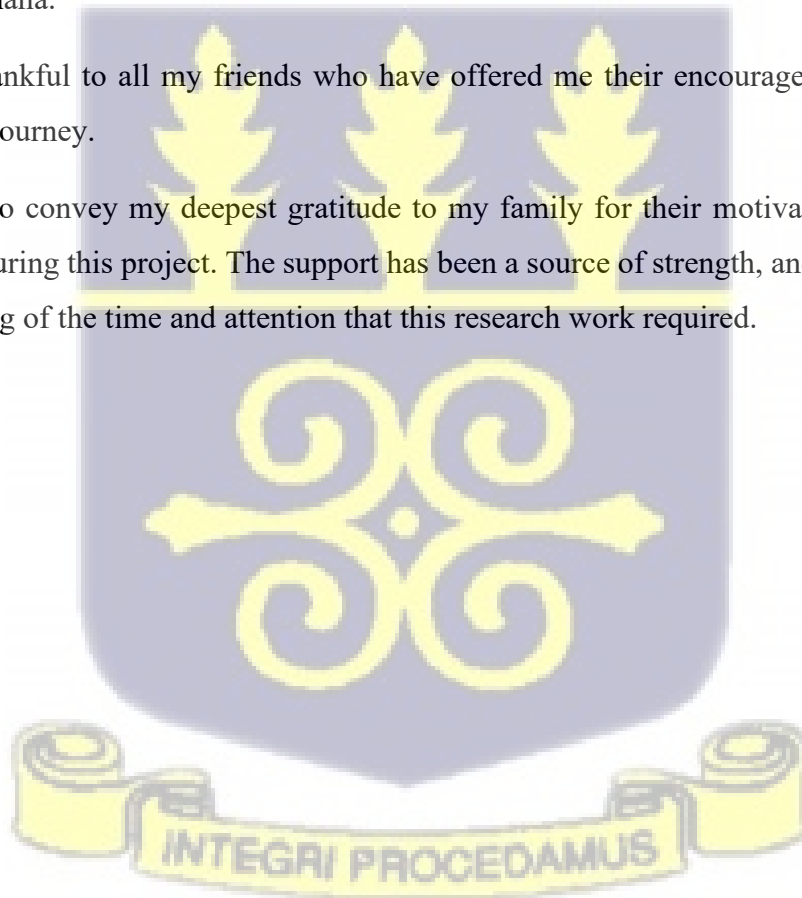 ankful to all my friends who have offered me their encourage
ourney.
o convey my deepest gratitude to my family for their motiva
uring this project. The support has been a source of strength, an
g of the time and attention that this research work required.
INTEGRI PROCEDAMUS